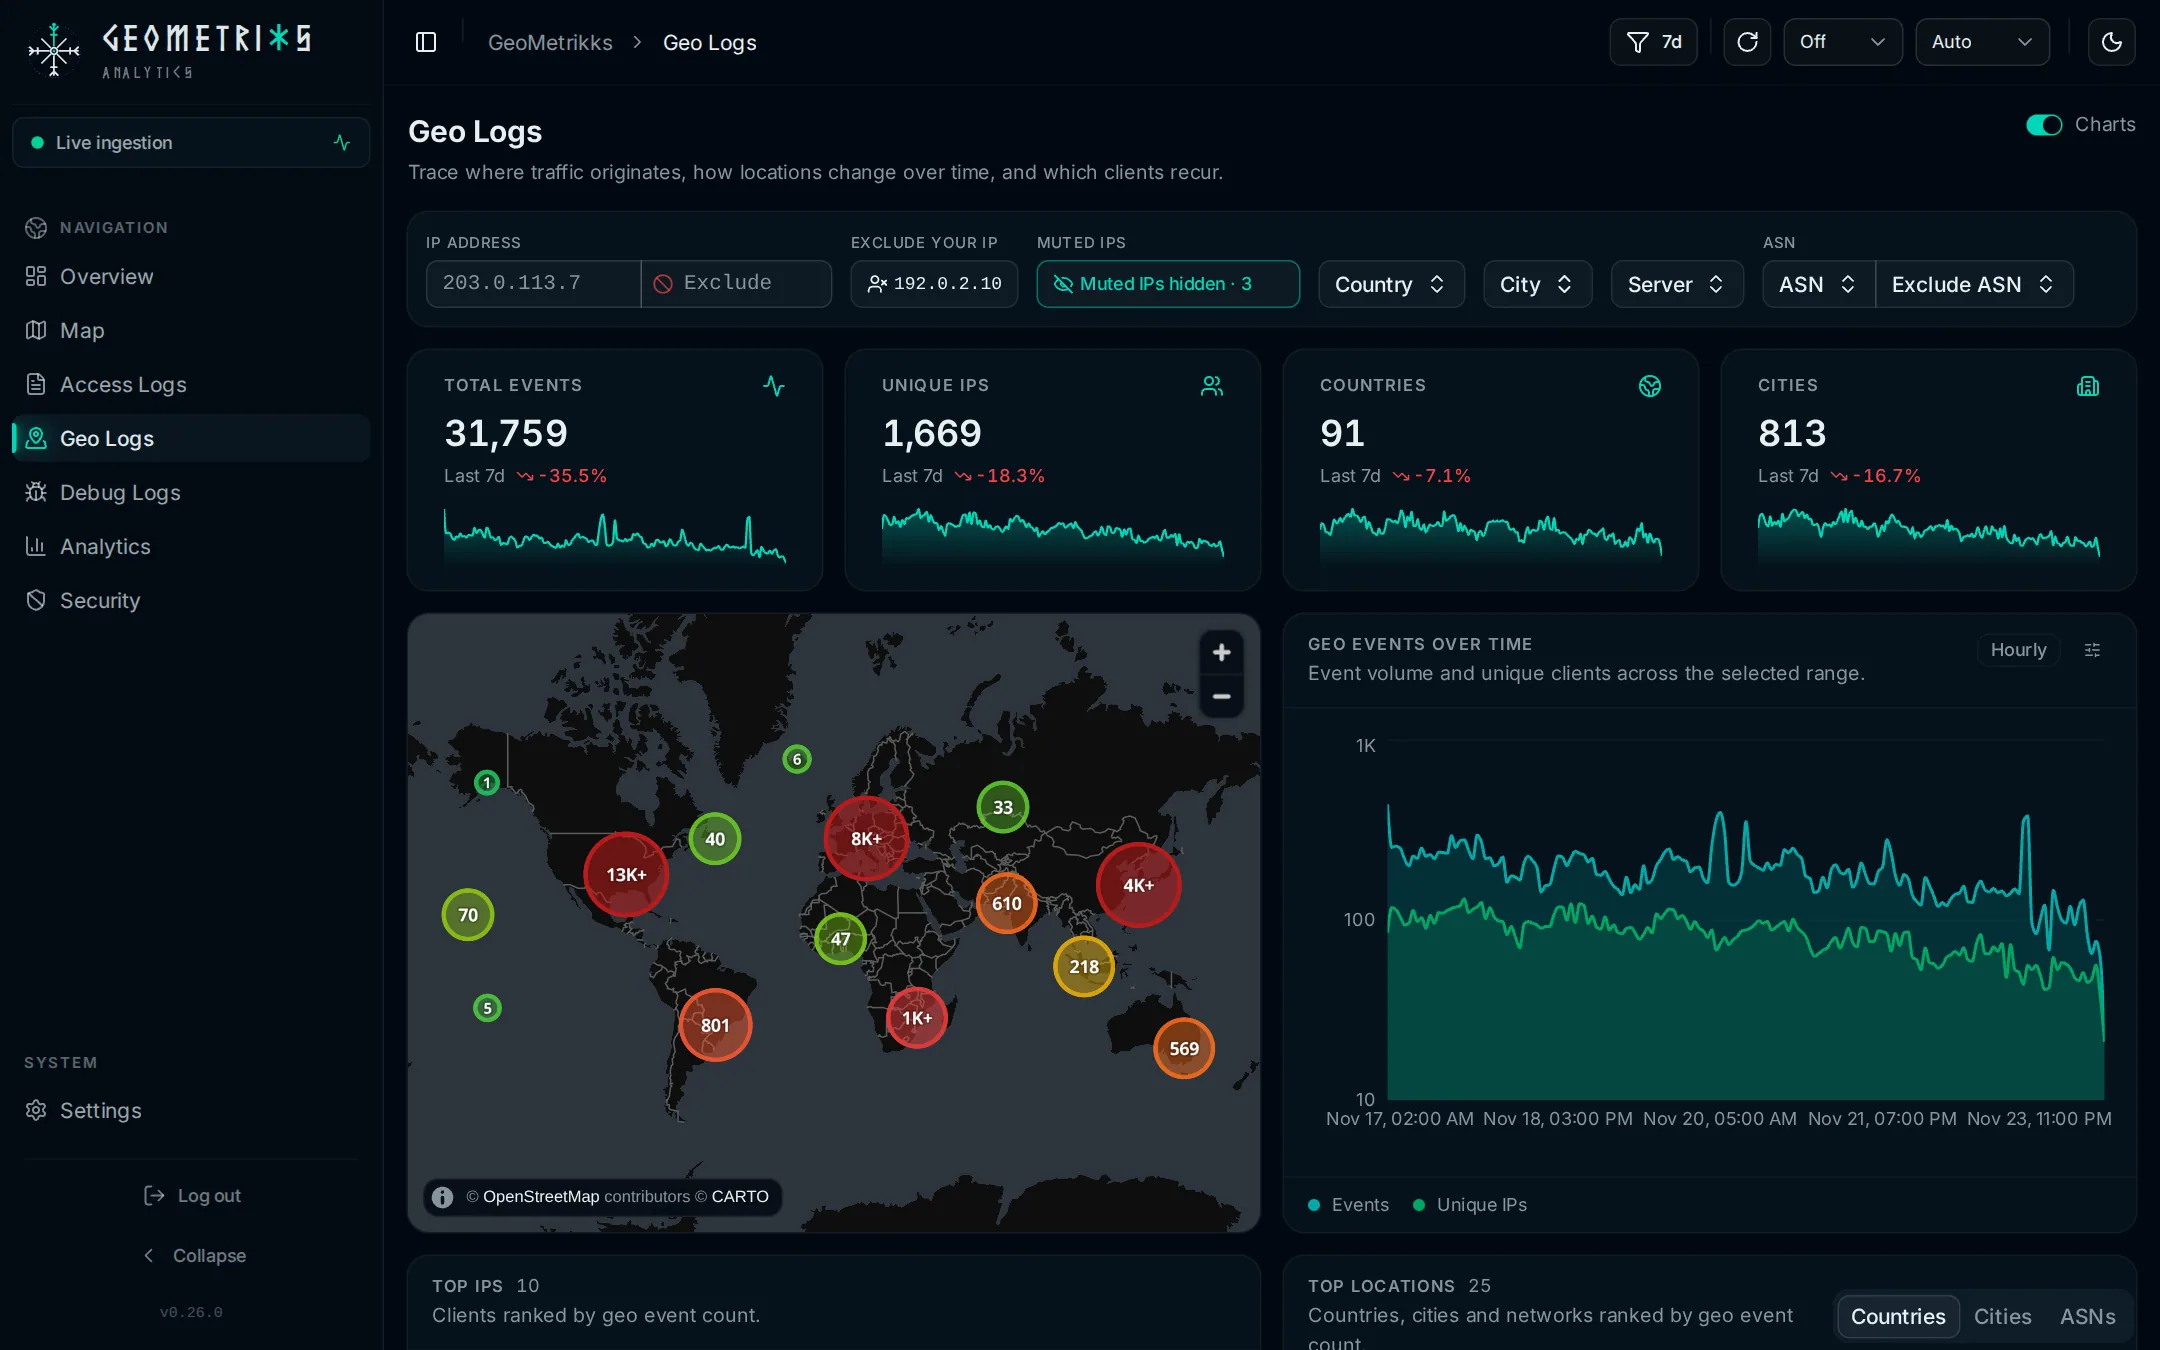 GEOMETRIKS
ANALYTICS
Live ingestion
NAVIGATION
Overview
Map
Access Logs
Geo Logs
Debug Logs
Analytics
Security
SYSTEM
Settings
Log out
Collapse
v0.26.0
GeoMetrikks > Geo Logs
7d
Off
Auto
Geo Logs
Charts
Trace where traffic originates, how locations change over time, and which clients recur.
IP ADDRESS
EXCLUDE YOUR IP
MUTED IPS
ASN
203.0.113.7
Exclude
192.0.2.10
Muted IPs hidden · 3
Country
City
Server
ASN
Exclude ASN
TOTAL EVENTS
31,759
Last 7d -35.5%
UNIQUE IPS
1,669
Last 7d -18.3%
COUNTRIES
91
Last 7d -7.1%
CITIES
813
Last 7d -16.7%
+
−
6
1
33
40
8K+
13K+
4K+
610
70
47
218
5
801
1K+
569
© OpenStreetMap contributors © CARTO
GEO EVENTS OVER TIME
Hourly
Event volume and unique clients across the selected range.
1K
100
10
Nov 17, 02:00 AM Nov 18, 03:00 PM Nov 20, 05:00 AM Nov 21, 07:00 PM Nov 23, 11:00 PM
Events
Unique IPs
TOP IPS 10
Clients ranked by geo event count.
TOP LOCATIONS 25
Countries, cities and networks ranked by geo event
count.
Countries
Cities
ASNs